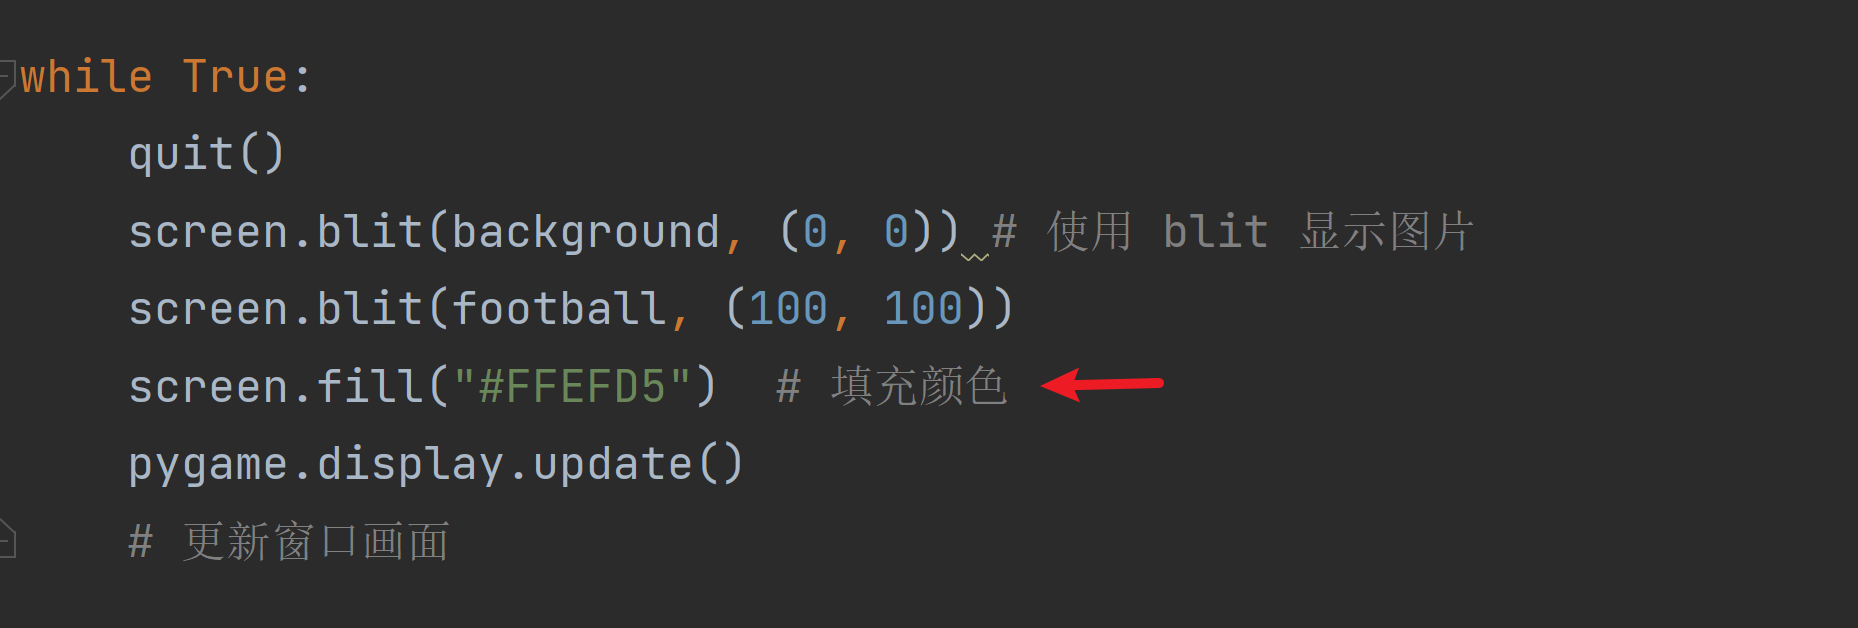 while True:
    quit()
    screen.blit(background, (0, 0)) # 使用 blit 显示图片
    screen.blit(football, (100, 100))
    screen.fill("#FFEFD5")  # 填充颜色
    pygame.display.update()
    # 更新窗口画面